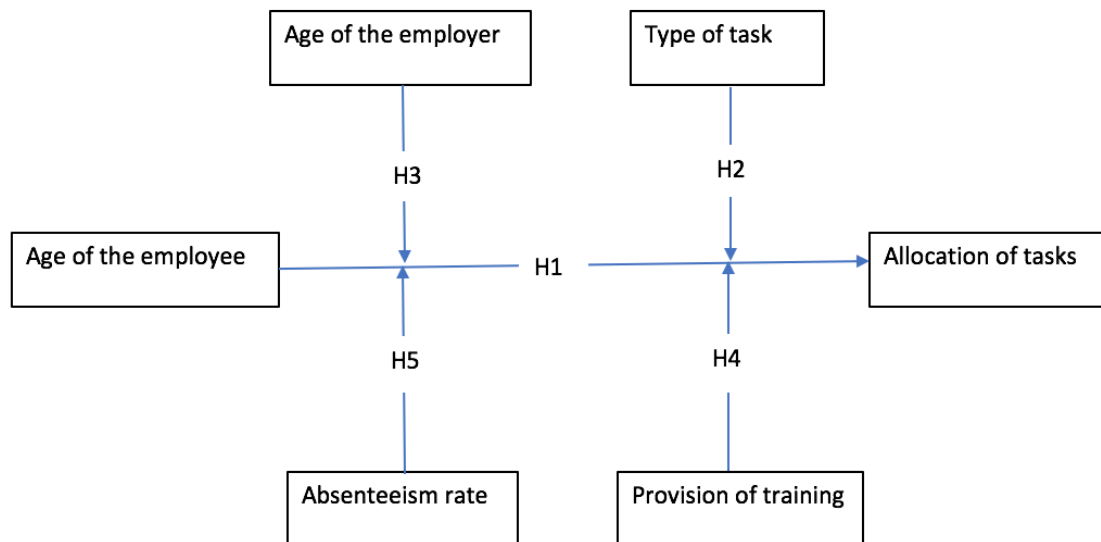 Age of the employer
Type of task
H3
H2
Age of the employee
H1
Allocation of tasks
H5
H4
Absenteeism rate
Provision of training